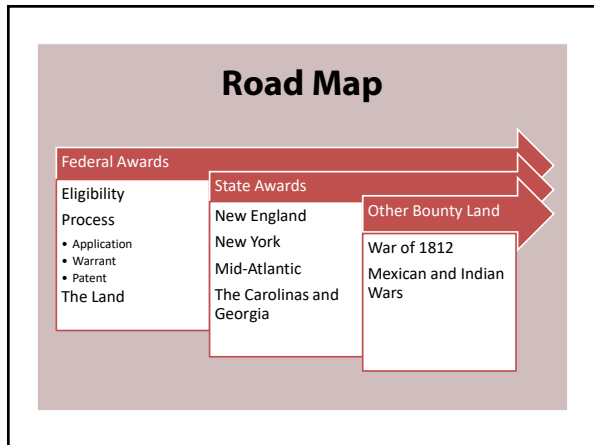 Road Map
Federal Awards
Eligibility
Process
• Application
• Warrant
• Patent
The Land
State Awards
New England
New York
Mid-Atlantic
The Carolinas and
Georgia
Other Bounty Land
War of 1812
Mexican and Indian
Wars